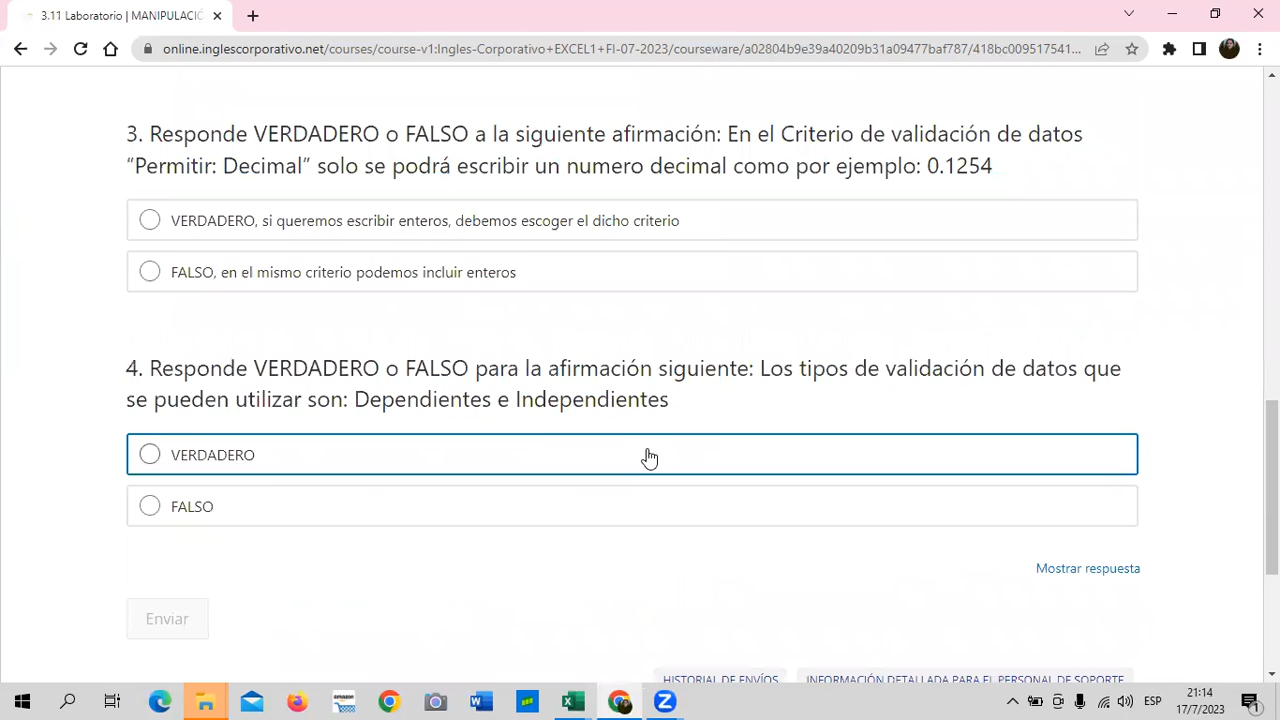 3.11 Laboratorio | MANIPULACIÓ
online.inglescorporativo.net/courses/course-v1:Ingles-Corporativo+EXCEL1+FI-07-2023/courseware/a02804b9e39a40209b31a09477baf787/418bc009517541...
3. Responde VERDADERO o FALSO a la siguiente afirmación: En el Criterio de validación de datos
“Permitir: Decimal” solo se podrá escribir un numero decimal como por ejemplo: 0.1254
VERDADERO, si queremos escribir enteros, debemos escoger el dicho criterio
FALSO, en el mismo criterio podemos incluir enteros
4. Responde VERDADERO o FALSO para la afirmación siguiente: Los tipos de validación de datos que
se pueden utilizar son: Dependientes e Independientes
VERDADERO
FALSO
Mostrar respuesta
Enviar
HISTORIAL DE ENVÍOS
INFORMACIÓN DETALLADA PARA EL PERSONAL DE SOPORTE
amazon
ESP
21:14
17/7/2023